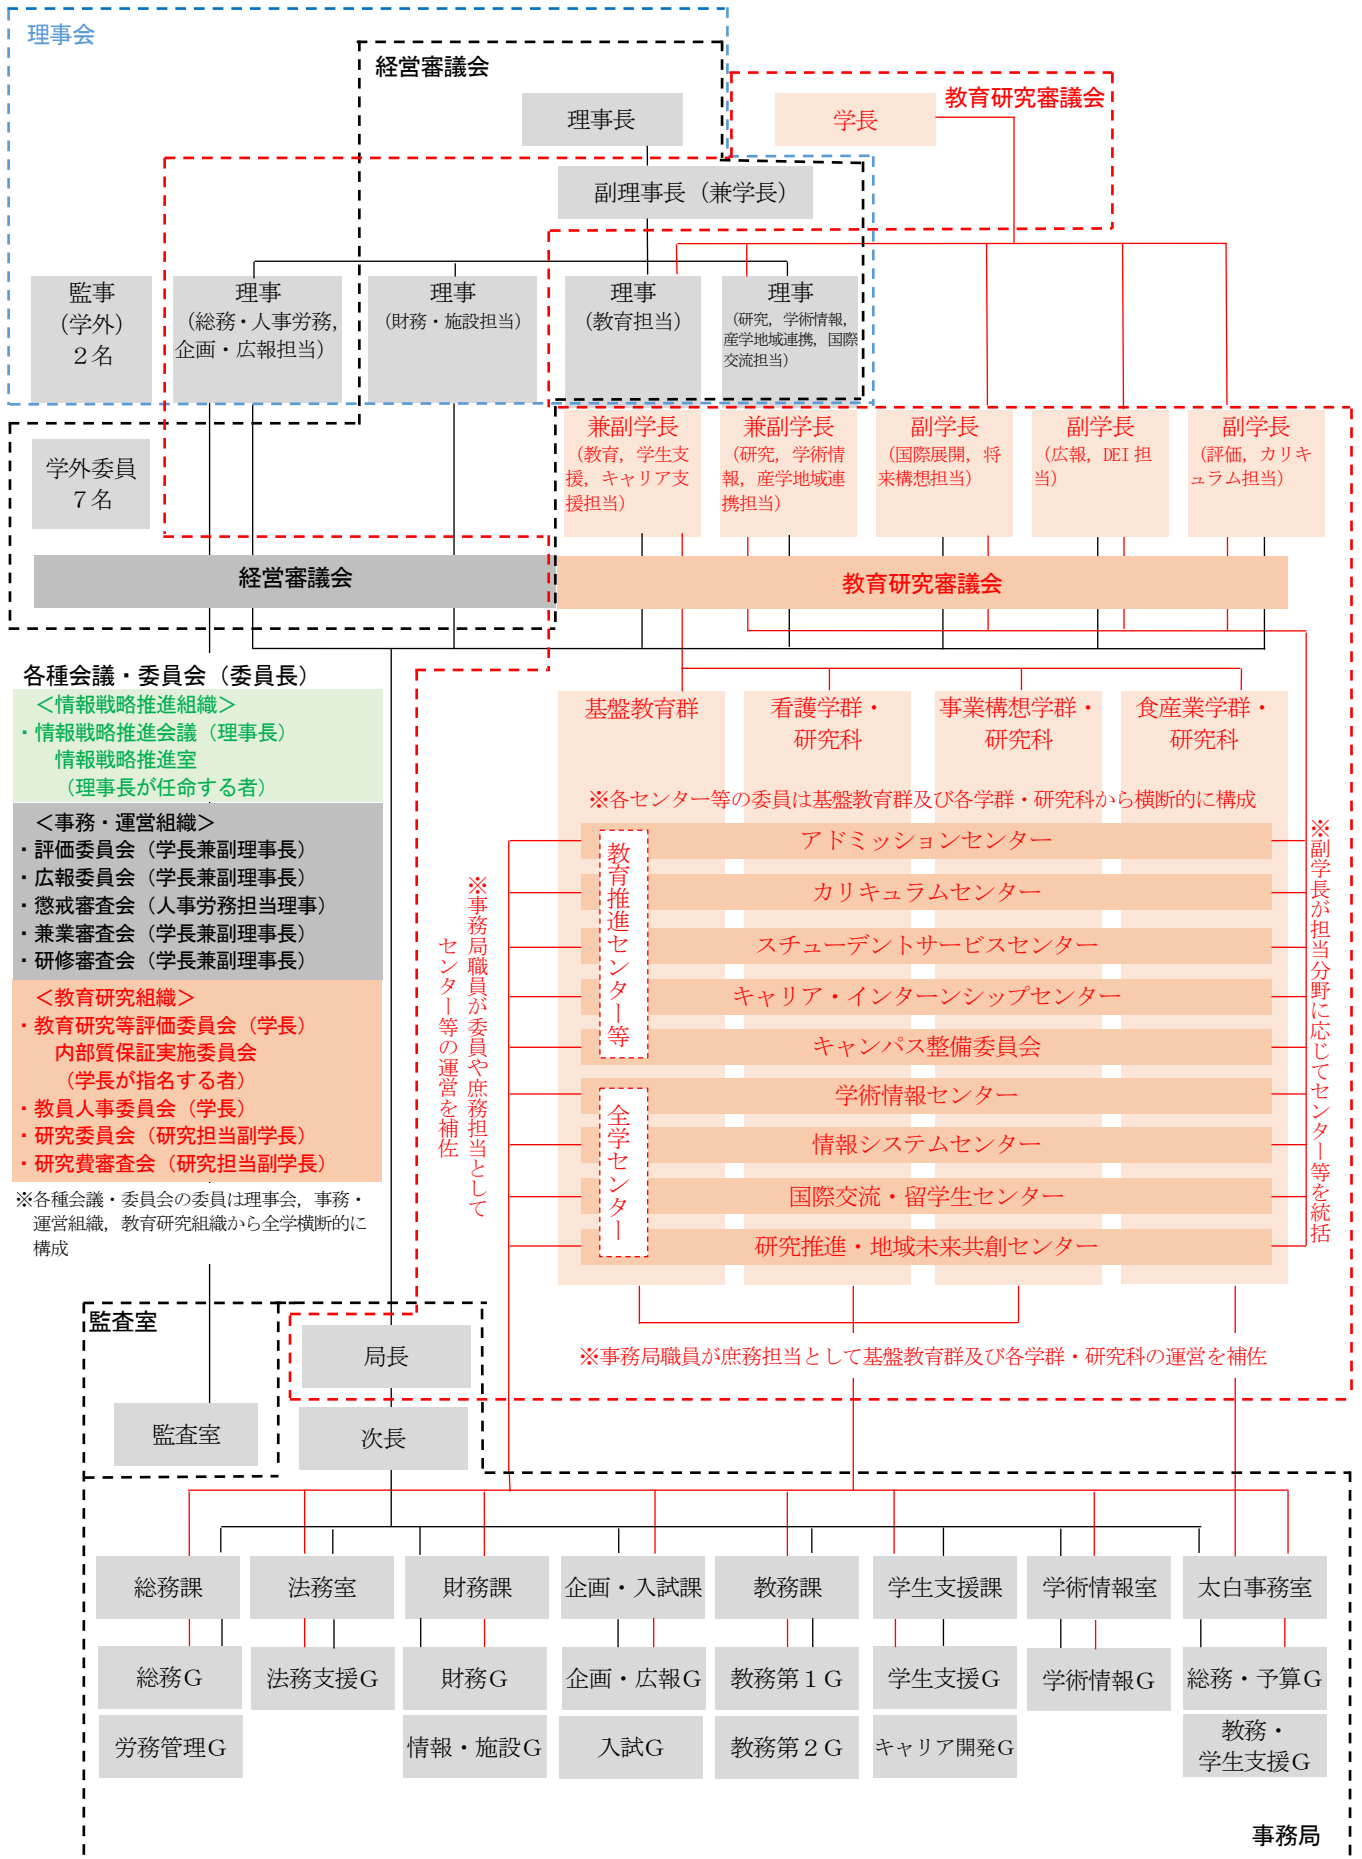 理事会
経営審議会
教育研究審議会
理事長
学長
副理事長（兼学長）
監事
（学外）
２名
理事
（総務・人事労務，
企画・広報担当）
理事
（財務・施設担当）
理事
（教育担当）
理事
（研究，学術情報，
産学地域連携，国際
交流担当）
学外委員
７名
兼副学長
（教育，学生支
援，キャリア支
援担当）
兼副学長
（研究，学術情
報，産学地域連
携担当）
副学長
（国際展開，将
来構想担当）
副学長
（広報，DEI 担
当）
副学長
（評価，カリキ
ュラム担当）
経営審議会
教育研究審議会
各種会議・委員会（委員長）
＜情報戦略推進組織＞
・情報戦略推進会議（理事長）
情報戦略推進室
（理事長が任命する者）
＜事務・運営組織＞
・評価委員会（学長兼副理事長）
・広報委員会（学長兼副理事長）
・懲戒審査会（人事労務担当理事）
・兼業審査会（学長兼副理事長）
・研修審査会（学長兼副理事長）
＜教育研究組織＞
・教育研究等評価委員会（学長）
内部質保証実施委員会
（学長が指名する者）
・教員人事委員会（学長）
・研究委員会（研究担当副学長）
・研究費審査会（研究担当副学長）
※各種会議・委員会の委員は理事会，事務・
運営組織，教育研究組織から全学横断的に
構成
基盤教育群
看護学群・
研究科
事業構想学群・
研究科
食産業学群・
研究科
※各センター等の委員は基盤教育群及び各学群・研究科から横断的に構成
教育推進センター等
アドミッションセンター
カリキュラムセンター
スチューデントサービスセンター
キャリア・インターンシップセンター
キャンパス整備委員会
全学センター
学術情報センター
情報システムセンター
国際交流・留学生センター
研究推進・地域未来共創センター
※事務局職員が委員や庶務担当として
センター等の運営を補佐
※副学長が担当分野に応じてセンター等を統括
※事務局職員が庶務担当として基盤教育群及び各学群・研究科の運営を補佐
監査室
監査室
局長
次長
総務課
法務室
財務課
企画・入試課
教務課
学生支援課
学術情報室
太白事務室
総務Ｇ
法務支援Ｇ
財務Ｇ
企画・広報Ｇ
教務第１Ｇ
学生支援Ｇ
学術情報Ｇ
総務・予算Ｇ
労務管理Ｇ
情報・施設Ｇ
入試Ｇ
教務第２Ｇ
キャリア開発Ｇ
教務・
学生支援Ｇ
事務局